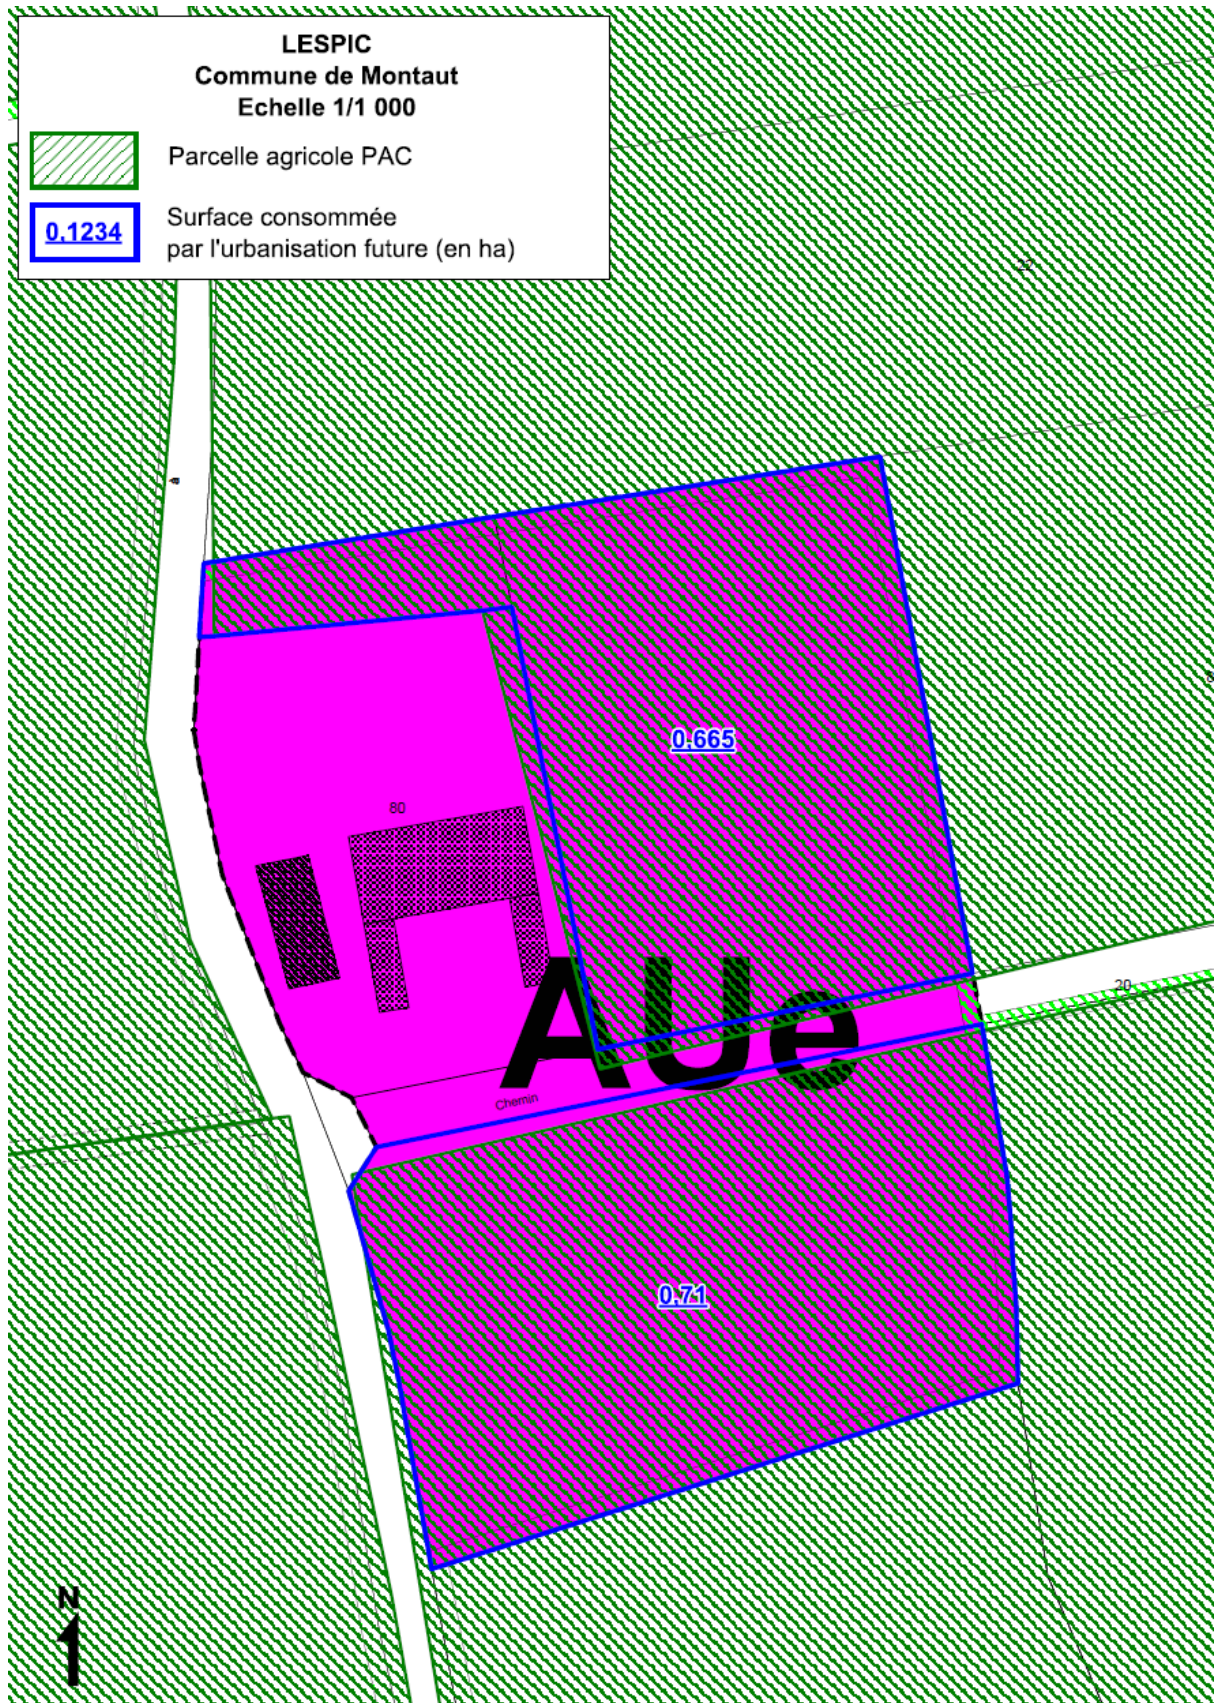 LESPIC
Commune de Montaut
Echelle 1/1 000
Parcelle agricole PAC
0,1234
Surface consommée
par l'urbanisation future (en ha)
22
0,665
80
20
AUe
Chemin
0,71
N